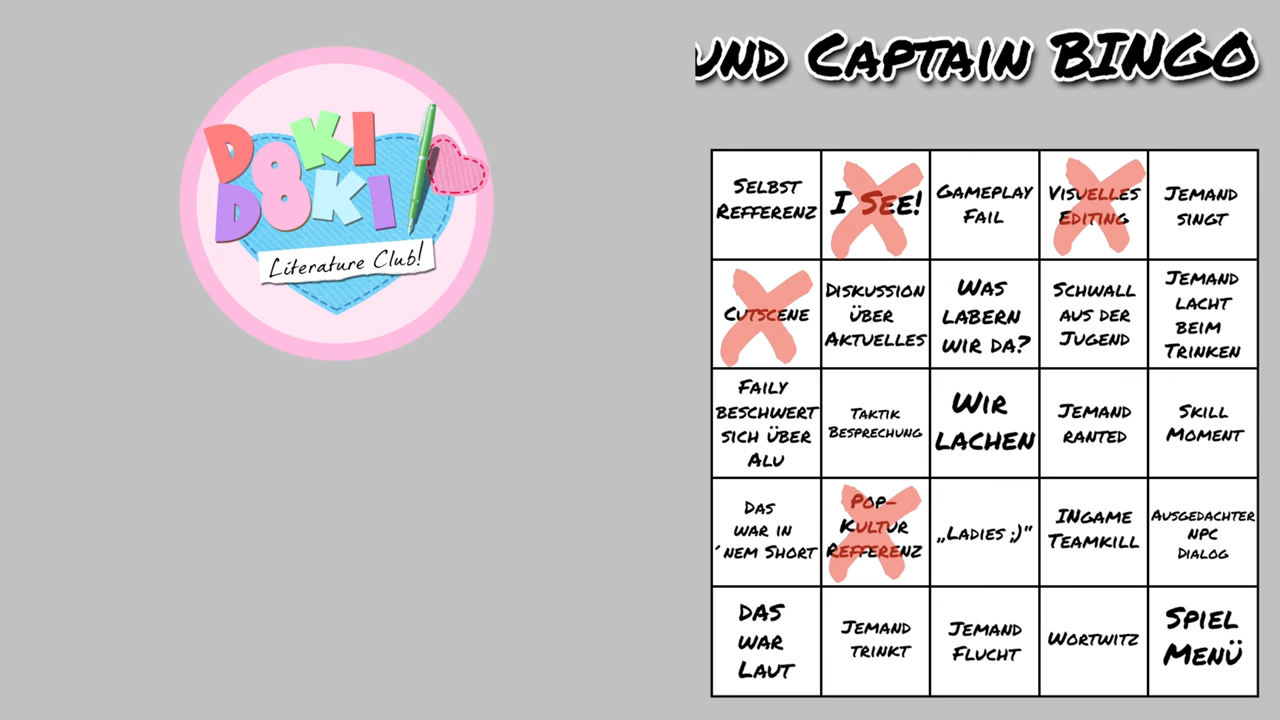 UND CAPTAIN BINGO
DOKI
DOKI
Literature Club!
SELBST
REFFERENZ
I SEE!
GAMEPLAY
FAIL
VISUELLES
EDITING
JEMAND
SINGT
CUTSCENE
DISKUSSION
ÜBER
AKTUELLES
WAS
LABERN
WIR DA?
SCHWALL
AUS DER
JUGEND
JEMAND
LACHT
BEIM
TRINKEN
FAILY
BESCHWERT
SICH ÜBER
ALU
TAKTIK
BESPRECHUNG
WIR
LACHEN
JEMAND
RANTED
SKILL
MOMENT
DAS
WAR IN
´NEM SHORT
POP-
KULTUR
REFFERENZ
„LADIES ;)"
INGAME
TEAMKILL
AUSGEDACHTER
NPC
DIALOG
DAS
WAR
LAUT
JEMAND
TRINKT
JEMAND
FLUCHT
WORTWITZ
SPIEL
MENÜ